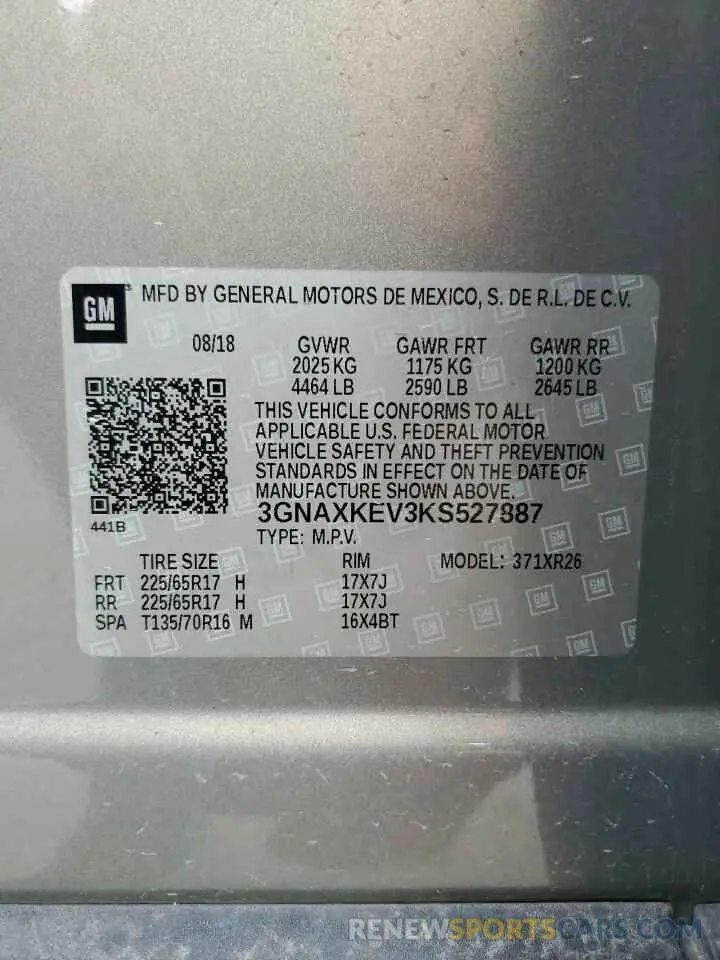 GM
MFD BY GENERAL MOTORS DE MEXICO, S. DE R.L. DE C.V.
08/18 GVWR GAWR FRT GAWR RR
2025 KG 1175 KG 1200 KG
4464 LB 2590 LB 2645 LB
THIS VEHICLE CONFORMS TO ALL
APPLICABLE U.S. FEDERAL MOTOR
VEHICLE SAFETY AND THEFT PREVENTION
STANDARDS IN EFFECT ON THE DATE OF
MANUFACTURE SHOWN ABOVE.
441B 3GNAXKEV3KS527887
TYPE: M.P.V.
TIRE SIZE RIM MODEL: 371XR26
FRT 225/65R17 H 17X7J
RR 225/65R17 H 17X7J
SPA T135/70R16 M 16X4BT
RENEWSPORTSCARS.COM